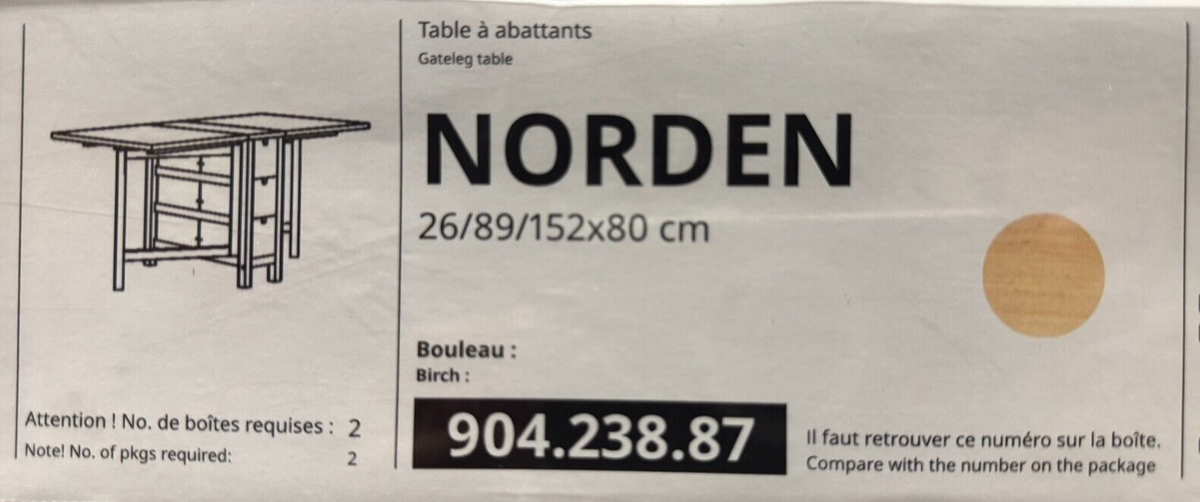 Table à abattants
Gateleg table
NORDEN
26/89/152x80 cm
Bouleau :
Birch :
904.238.87
Attention ! No. de boîtes requises : 2
Note! No. of pkgs required: 2
Il faut retrouver ce numéro sur la boîte.
Compare with the number on the package